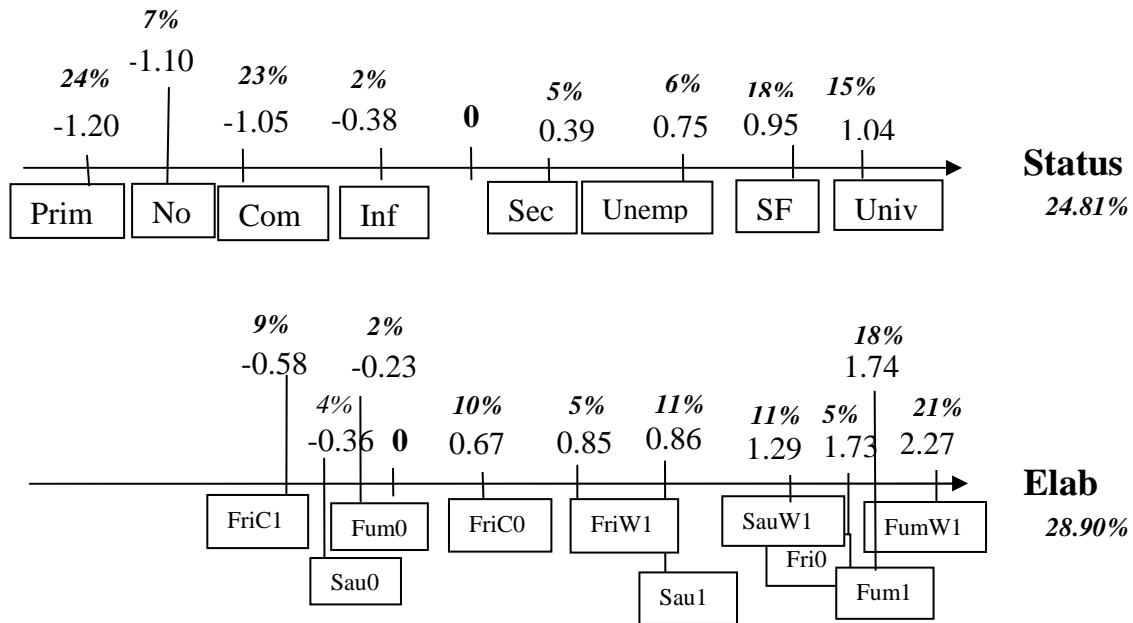 7%
-1.10
24%
23%
2%
5%
6%
18%
15%
-1.20
-1.05
-0.38
0
0.39
0.75
0.95
1.04
Status
24.81%
Prim
No
Com
Inf
Sec
Unemp
SF
Univ
9%
2%
18%
-0.58
-0.23
1.74
4%
10%
5%
11%
11%
5%
21%
-0.36
0
0.67
0.85
0.86
1.29
1.73
2.27
Elab
28.90%
FriC1
Fum0
FriC0
FriW1
SauW1
FumW1
Fri0
Sau0
Sau1
Fum1